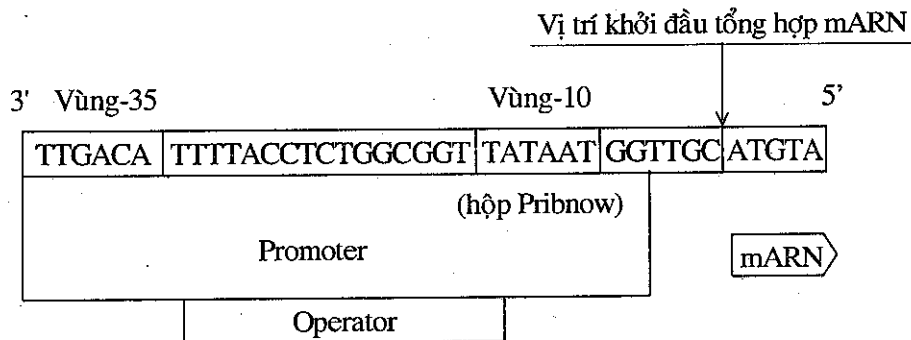 Vị trí khởi đầu tổng hợp mARN
3' Vùng-35 Vùng-10 5'
TTGACA TTTTACCTCTGGCGGT TATAAT GGTTGC ATGTA
(hộp Pribnow)
Promoter mARN
Operator